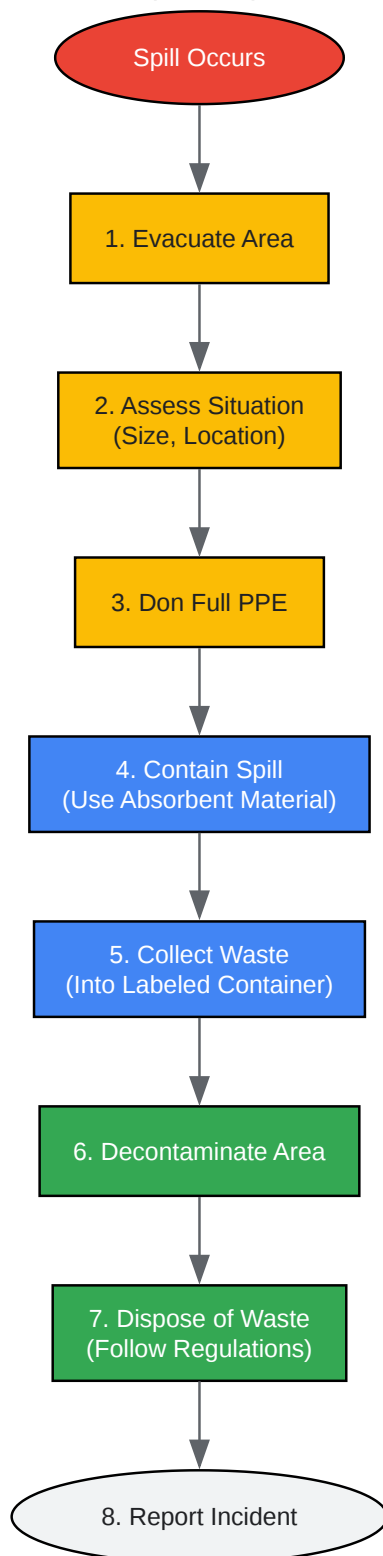 Spill Occurs
1. Evacuate Area
2. Assess Situation
(Size, Location)
3. Don Full PPE
4. Contain Spill
(Use Absorbent Material)
5. Collect Waste
(Into Labeled Container)
6. Decontaminate Area
7. Dispose of Waste
(Follow Regulations)
8. Report Incident